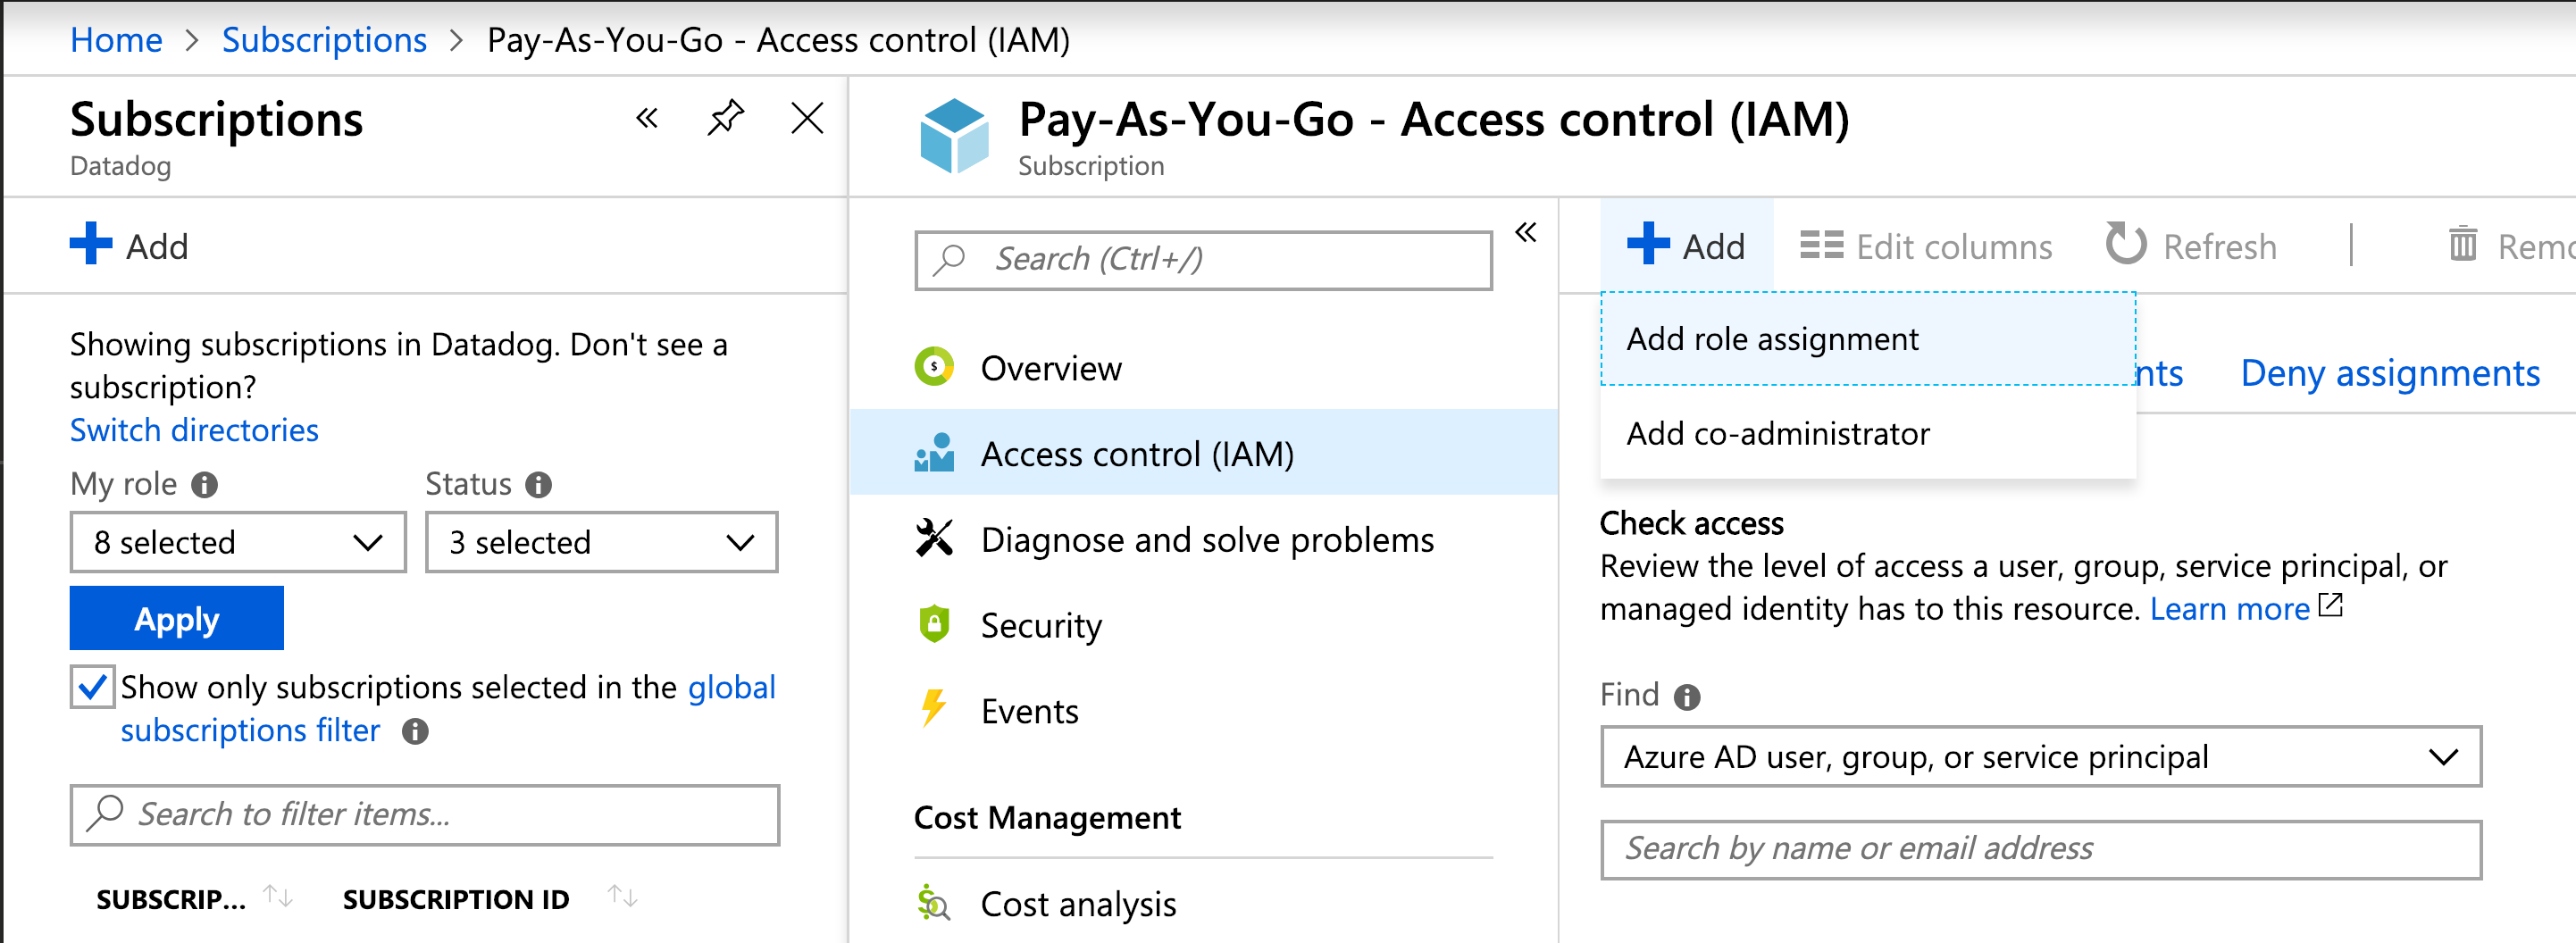 Home > Subscriptions > Pay-As-You-Go - Access control (IAM)
Subscriptions
Datadog
Add
Showing subscriptions in Datadog. Don't see a
subscription?
Switch directories
My role
Status
8 selected
3 selected
Apply
Show only subscriptions selected in the global
subscriptions filter
Search to filter items...
SUBSCRIP...
SUBSCRIPTION ID
Pay-As-You-Go - Access control (IAM)
Subscription
Search (Ctrl+/)
Overview
Access control (IAM)
Diagnose and solve problems
Security
Events
Cost Management
Cost analysis
Add
Edit columns
Refresh
Add role assignment
Add co-administrator
Deny assignments
Check access
Review the level of access a user, group, service principal, or
managed identity has to this resource. Learn more
Find
Azure AD user, group, or service principal
Search by name or email address